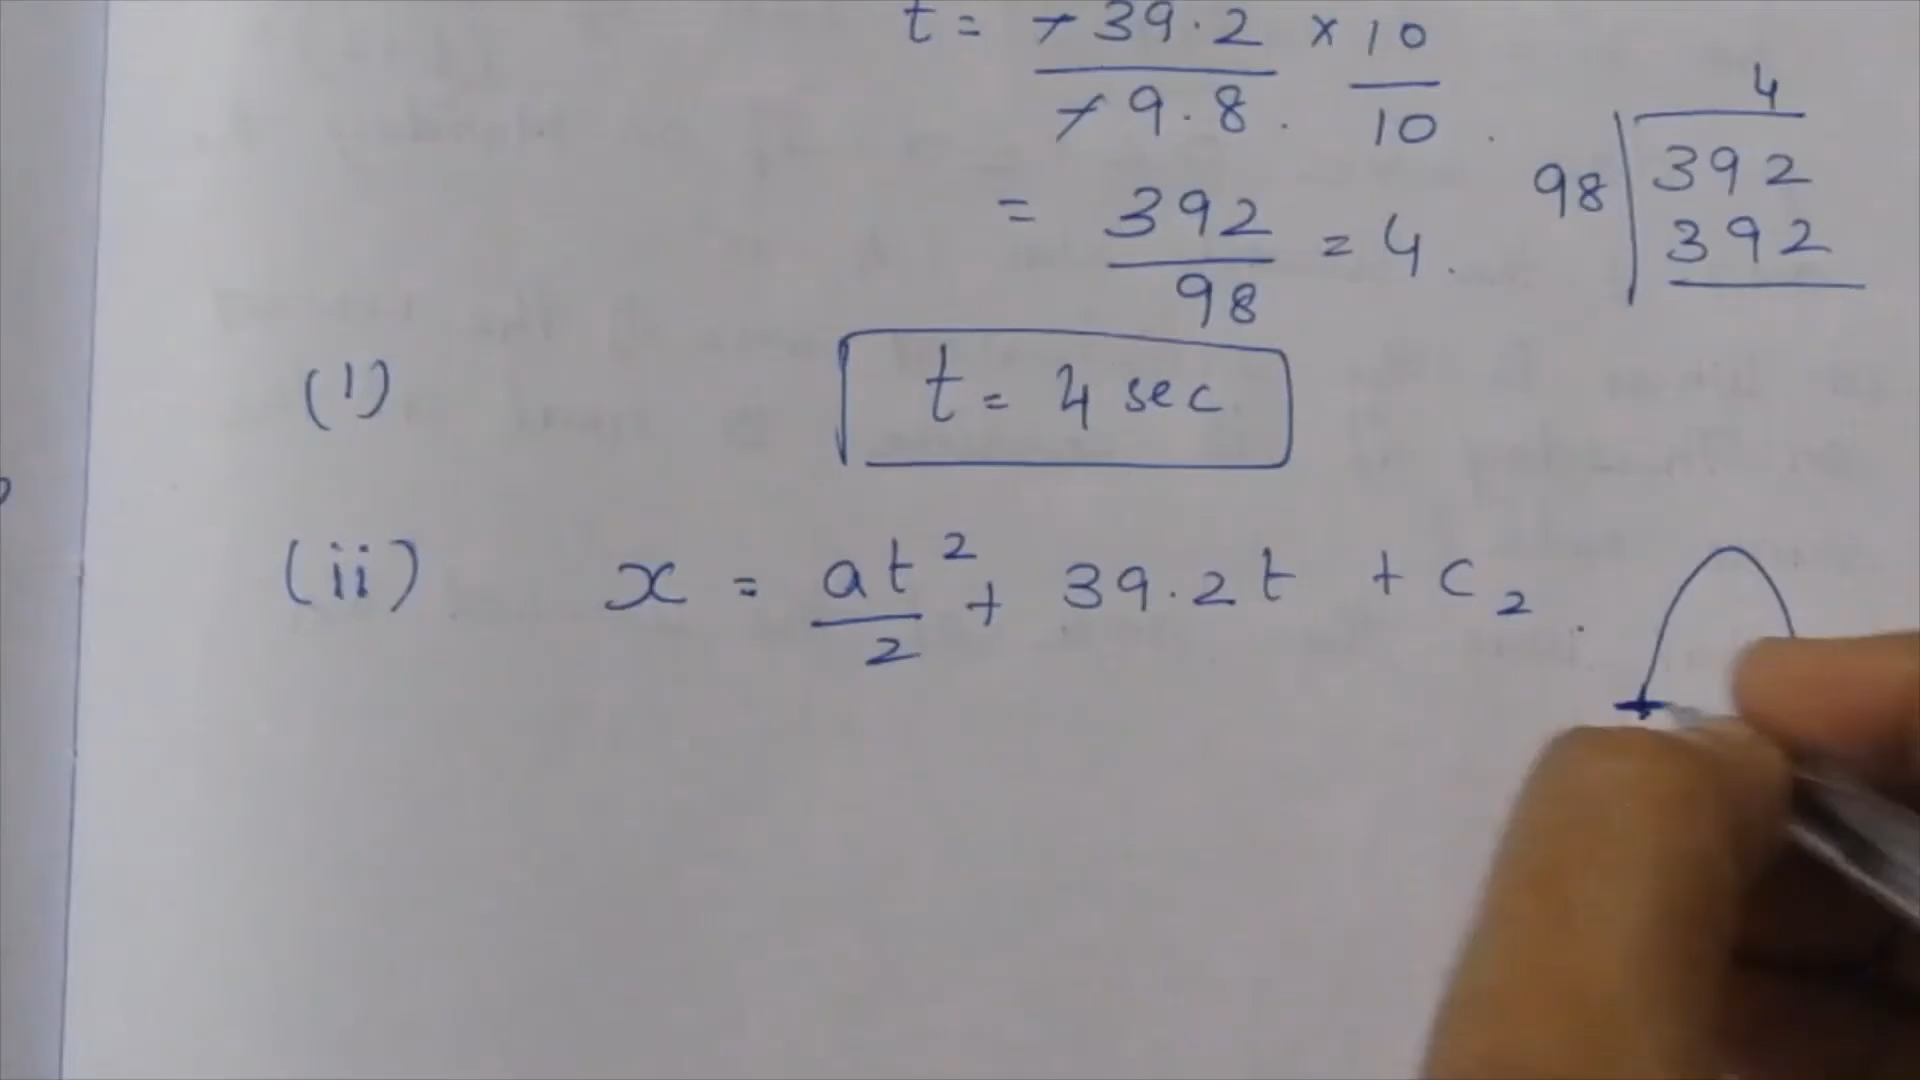 t = -39.2 × 10
-9.8 . 10 .
= 392 = 4 .
98
4
98 392
392
(1) t = 4 sec
(ii) x = at² + 39.2t + c₂ .
2